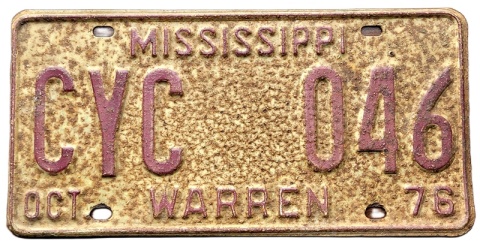 MISSISSIPPI
CYC 046
OCT WARREN 76